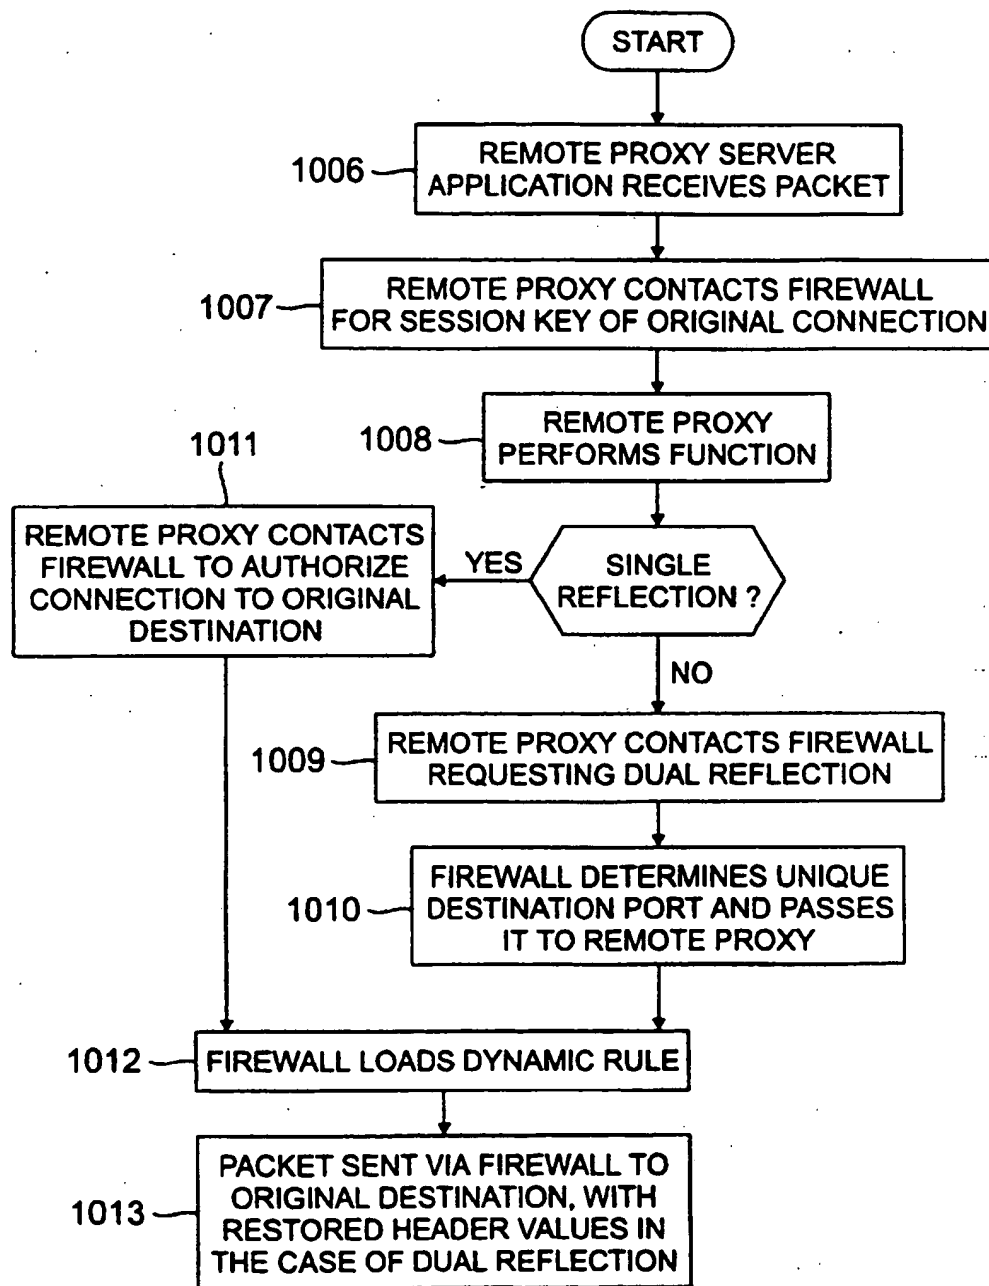 START
1006
REMOTE PROXY SERVER
APPLICATION RECEIVES PACKET
1007
REMOTE PROXY CONTACTS FIREWALL
FOR SESSION KEY OF ORIGINAL CONNECTION
1008
REMOTE PROXY
PERFORMS FUNCTION
1011
REMOTE PROXY CONTACTS
FIREWALL TO AUTHORIZE
CONNECTION TO ORIGINAL
DESTINATION
YES
SINGLE
REFLECTION ?
NO
1009
REMOTE PROXY CONTACTS FIREWALL
REQUESTING DUAL REFLECTION
1010
FIREWALL DETERMINES UNIQUE
DESTINATION PORT AND PASSES
IT TO REMOTE PROXY
1012
FIREWALL LOADS DYNAMIC RULE
1013
PACKET SENT VIA FIREWALL TO
ORIGINAL DESTINATION, WITH
RESTORED HEADER VALUES IN
THE CASE OF DUAL REFLECTION